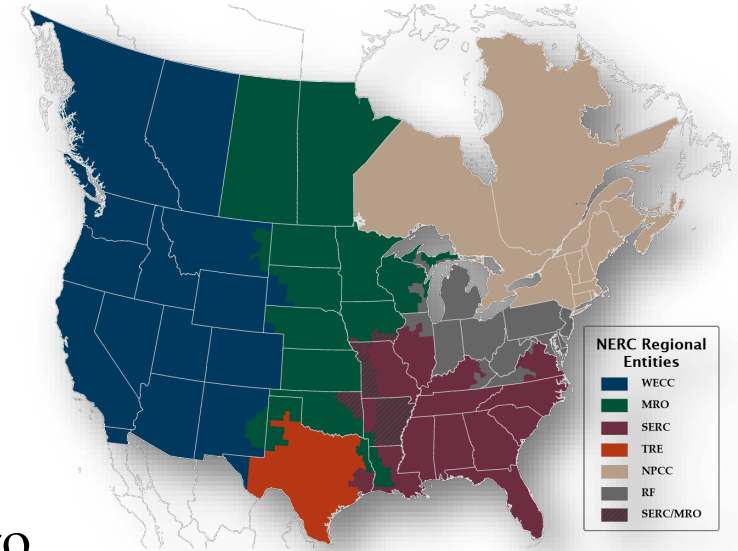 NERC Regional
Entities
WECC
MRO
SERC
TRE
NPCC
RF
SERC/MRO